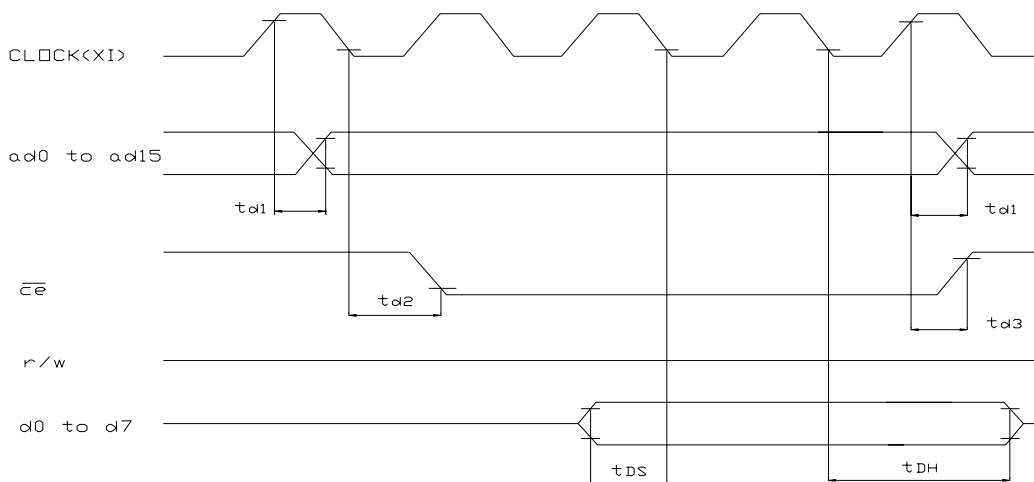 CLOCK(XI)
ad0 to ad15
td1
td1
ce
td2
td3
r/w
d0 to d7
tDS
tDH